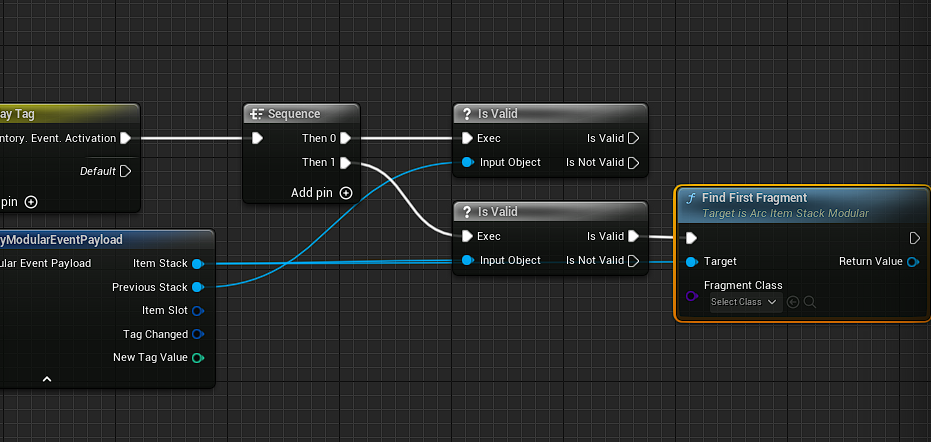 ay Tag
ntory. Event. Activation
Default
pin
Sequence
Then 0
Then 1
Add pin
? Is Valid
Exec
Is Valid
Input Object
Is Not Valid
? Is Valid
Exec
Is Valid
Input Object
Is Not Valid
f Find First Fragment
Target is Arc Item Stack Modular
Target
Return Value
Fragment Class
Select Class
yModularEventPayload
ular Event Payload
Item Stack
Previous Stack
Item Slot
Tag Changed
New Tag Value